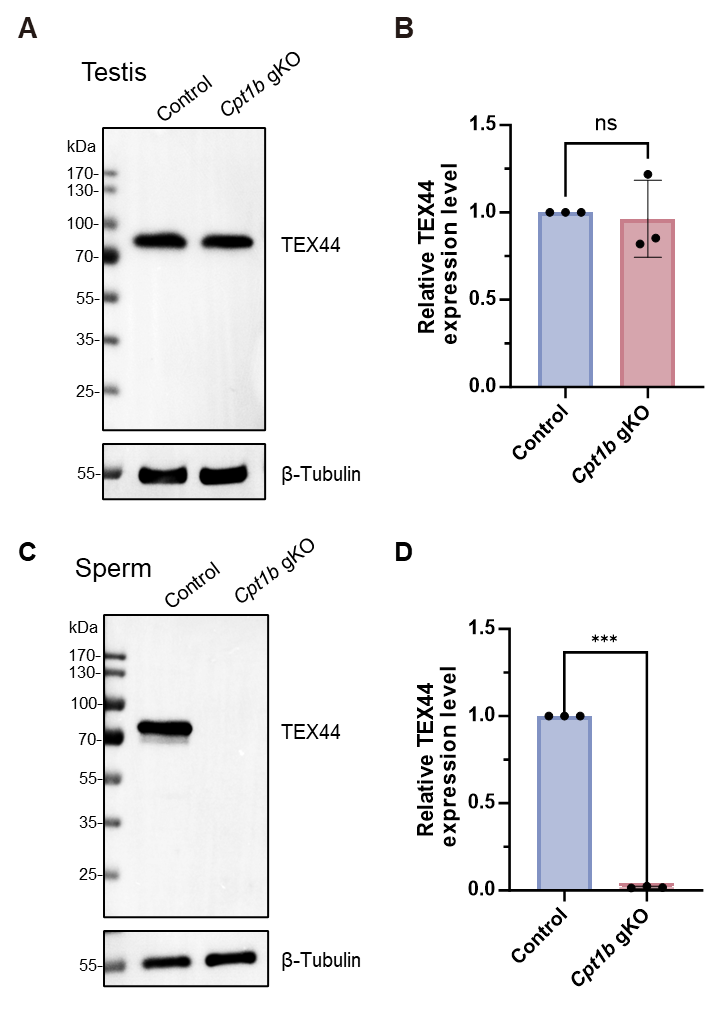 A
Testis
Control
Cpt1b gKO
kDa
170-
130-
100-
70-
55-
35-
25-
TEX44
55-
β-Tubulin
B
Relative TEX44
expression level
1.5
1.0
0.5
0.0
ns
Control
Cpt1b gKO
C
Sperm
Control
Cpt1b gKO
kDa
170-
130-
100-
70-
55-
35-
25-
TEX44
55-
β-Tubulin
D
Relative TEX44
expression level
1.5
1.0
0.5
0.0
***
Control
Cpt1b gKO